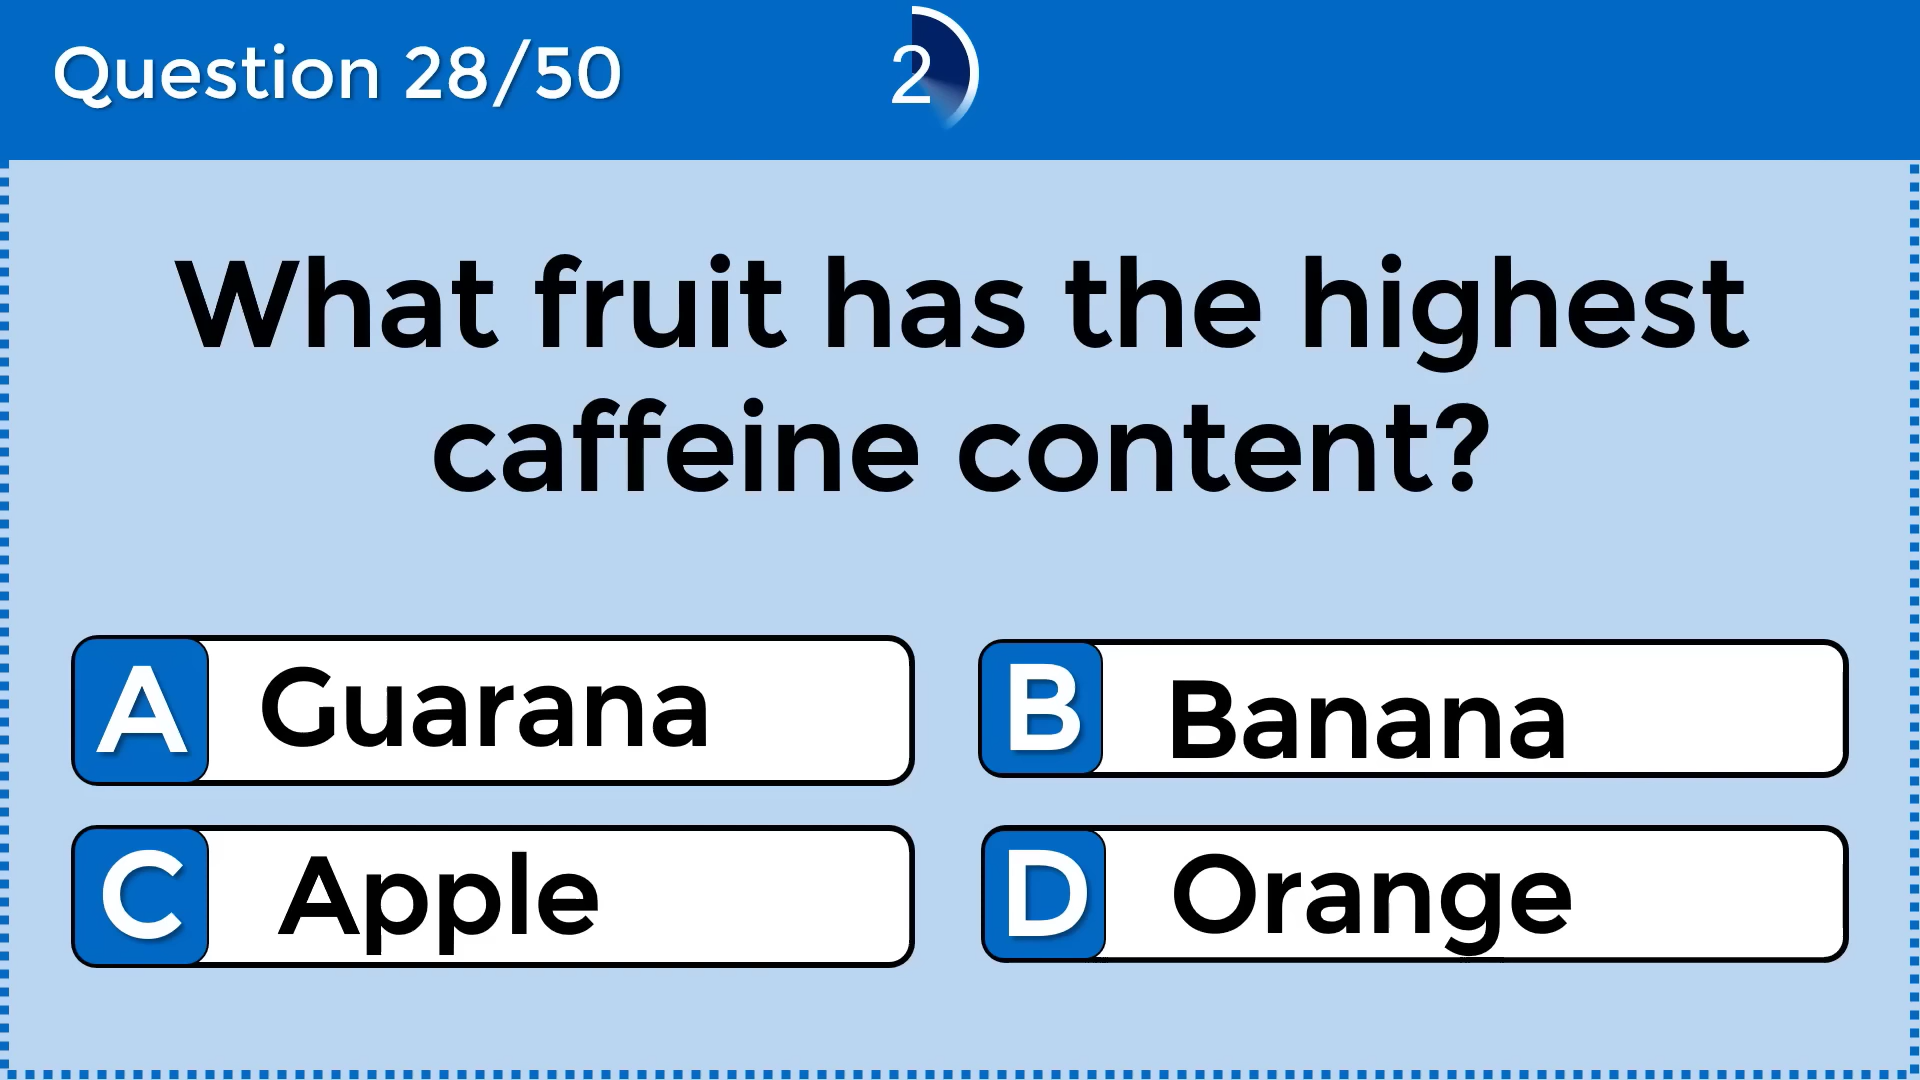 Question 28/50
2
What fruit has the highest
caffeine content?
A Guarana
B Banana
C Apple
D Orange